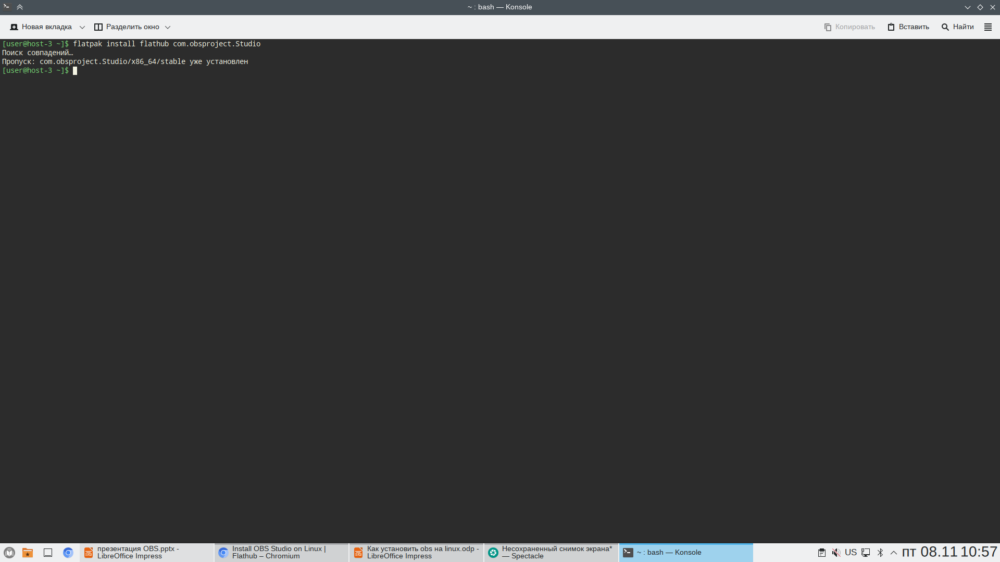 ~ : bash — Konsole
Новая вкладка Разделить окно Копировать Вставить Найти
[user@host-3 ~]$ flatpak install flathub com.obsproject.Studio
Поиск совпадений…
Пропуск: com.obsproject.Studio/x86_64/stable уже установлен
[user@host-3 ~]$
презентация OBS.pptx -
LibreOffice Impress
Install OBS Studio on Linux |
Flathub – Chromium
Как установить obs на linux.odp -
LibreOffice Impress
Несохраненный снимок экрана*
— Spectacle
~ : bash — Konsole
US
пт 08.11 10:57